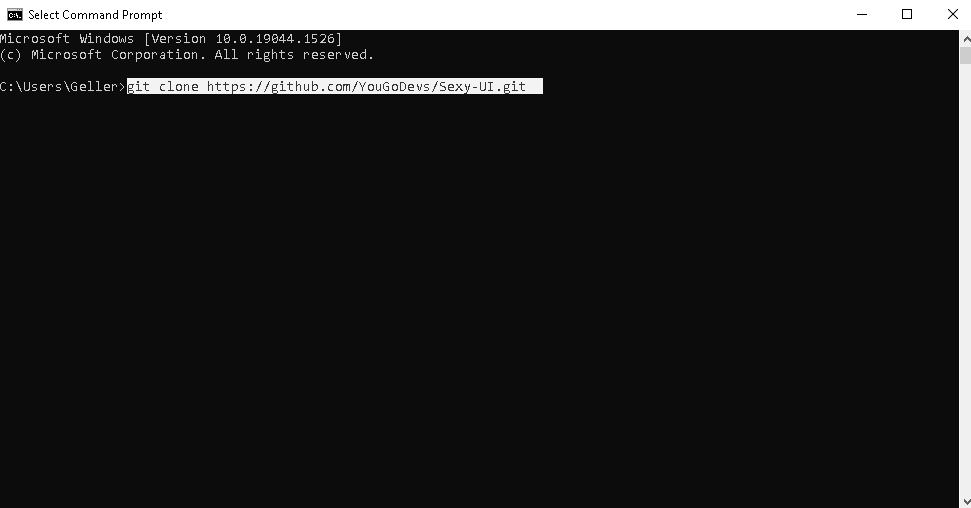 Select Command Prompt
Microsoft Windows [Version 10.0.19044.1526]
(c) Microsoft Corporation. All rights reserved.
C:\Users\Geller>git clone https://github.com/YouGoDevs/Sexy-UI.git